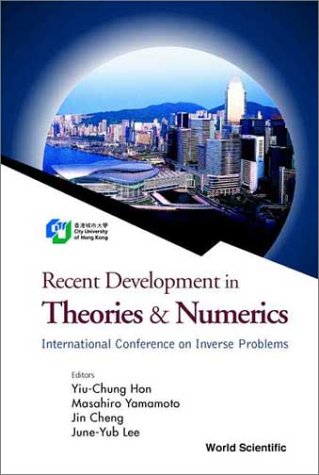 香港城市大學
City University
of Hong Kong
Recent Development in
Theories & Numerics
International Conference on Inverse Problems
Editors
Yiu-Chung Hon
Masahiro Yamamoto
Jin Cheng
June-Yub Lee
World Scientific